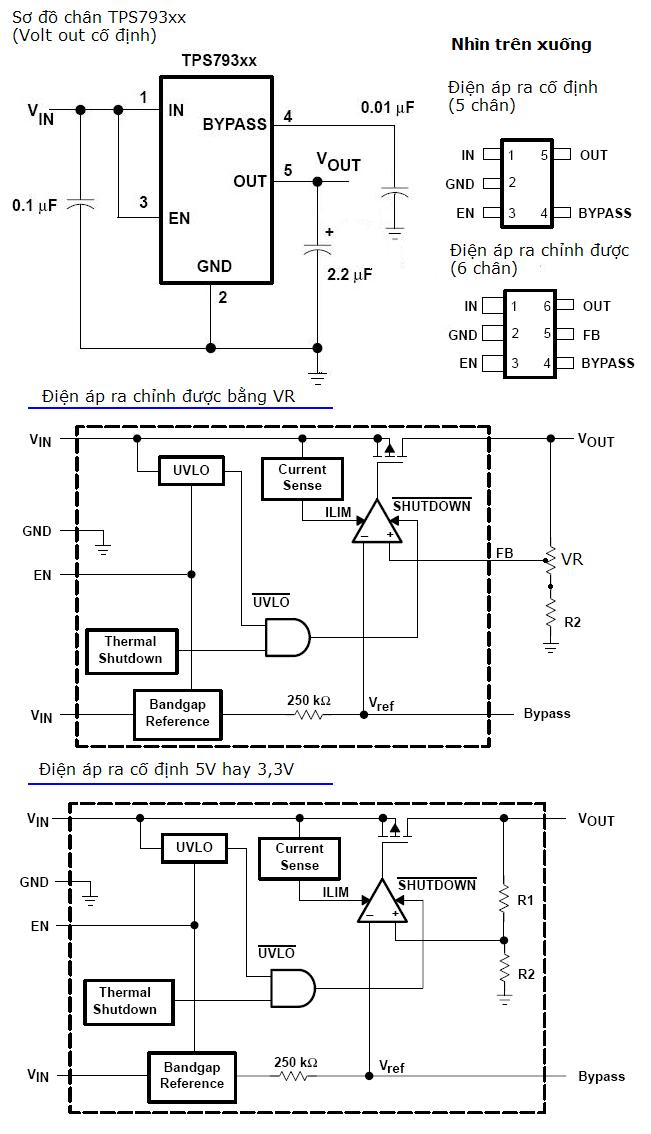 Sơ đồ chân TPS793xx
(Volt out cố định)
TPS793xx
VIN
1
IN
BYPASS
4
0.01 µF
OUT
5
VOUT
0.1 µF
3
EN
+
2.2 µF
GND
2
Nhìn trên xuống
Điện áp ra cố định
(5 chân)
IN 1 5 OUT
GND 2
EN 3 4 BYPASS
Điện áp ra chỉnh được
(6 chân)
IN 1 6 OUT
GND 2 5 FB
EN 3 4 BYPASS
Điện áp ra chỉnh được bằng VR
VIN
VOUT
UVLO
Current
Sense
ILIM
SHUTDOWN
– +
GND
FB
VR
EN
UVLO
R2
Thermal
Shutdown
VIN
Bandgap
Reference
250 kΩ
Vref
Bypass
Điện áp ra cố định 5V hay 3,3V
VIN
VOUT
UVLO
Current
Sense
ILIM
SHUTDOWN
– +
GND
R1
EN
UVLO
R2
Thermal
Shutdown
VIN
Bandgap
Reference
250 kΩ
Vref
Bypass